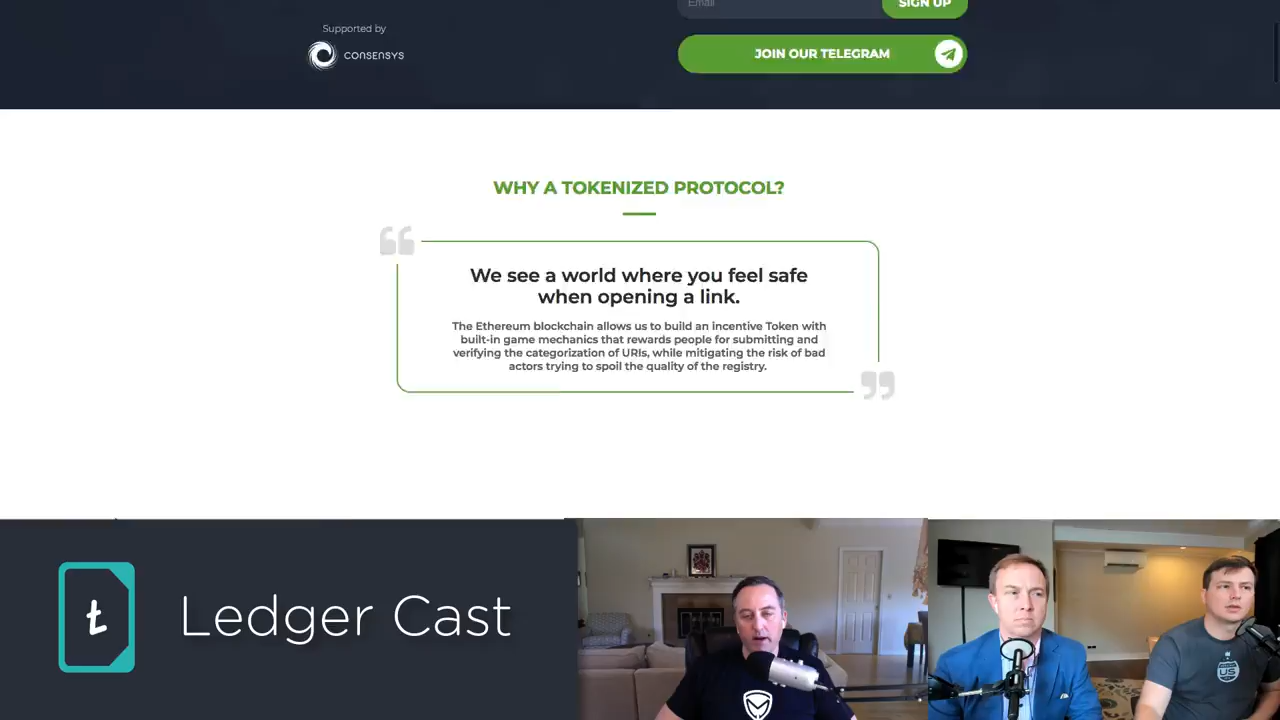 Email
SIGN UP
Supported by
CONSENSYS
JOIN OUR TELEGRAM
WHY A TOKENIZED PROTOCOL?
We see a world where you feel safe
when opening a link.
The Ethereum blockchain allows us to build an incentive Token with
built-in game mechanics that rewards people for submitting and
verifying the categorization of URIs, while mitigating the risk of bad
actors trying to spoil the quality of the registry.
Ledger Cast